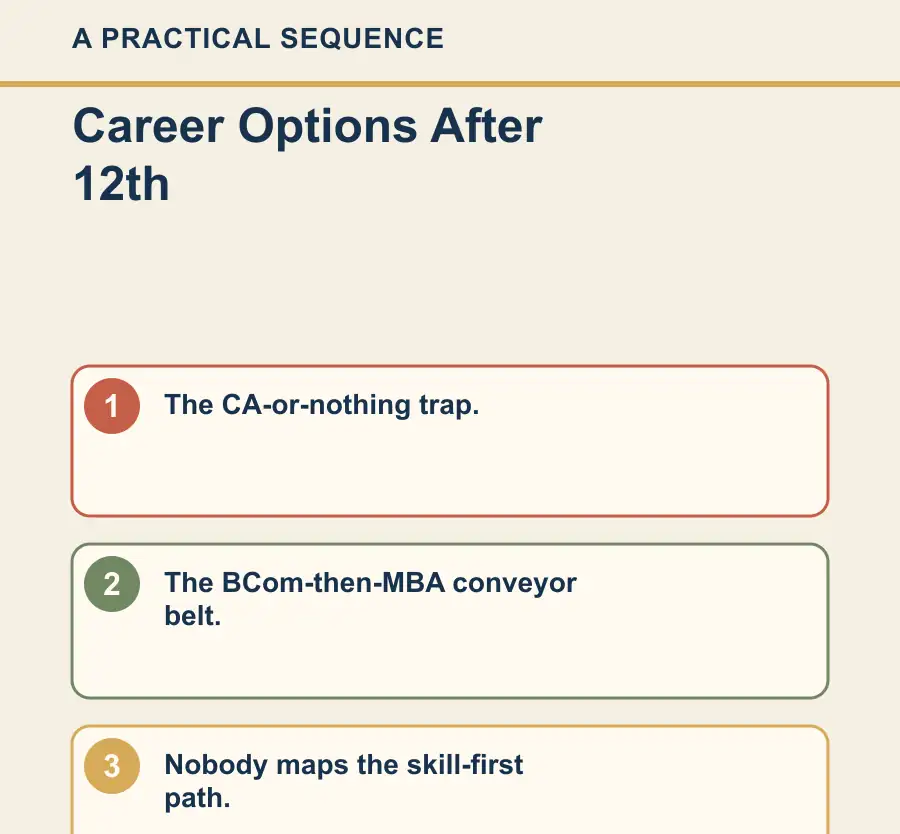 A PRACTICAL SEQUENCE
Career Options After
12th
1
The CA-or-nothing trap.
2
The BCom-then-MBA conveyor
belt.
3
Nobody maps the skill-first
path.